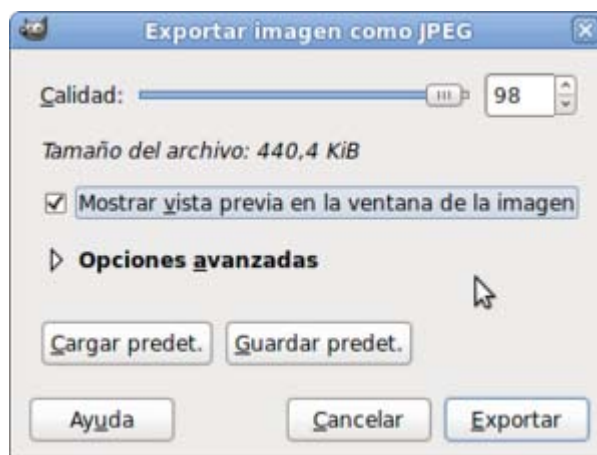 Exportar imagen como JPEG
Calidad: 98
Tamaño del archivo: 440,4 KiB
Mostrar vista previa en la ventana de la imagen
Opciones avanzadas
Cargar predet. Guardar predet.
Ayuda Cancelar Exportar